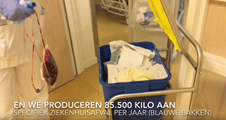 EN WE PRODUCEREN 85.500 KILO AAN
SPECIFIEK ZIEKENHUISAFVAL PER JAAR (BLAUWE BAKKEN)